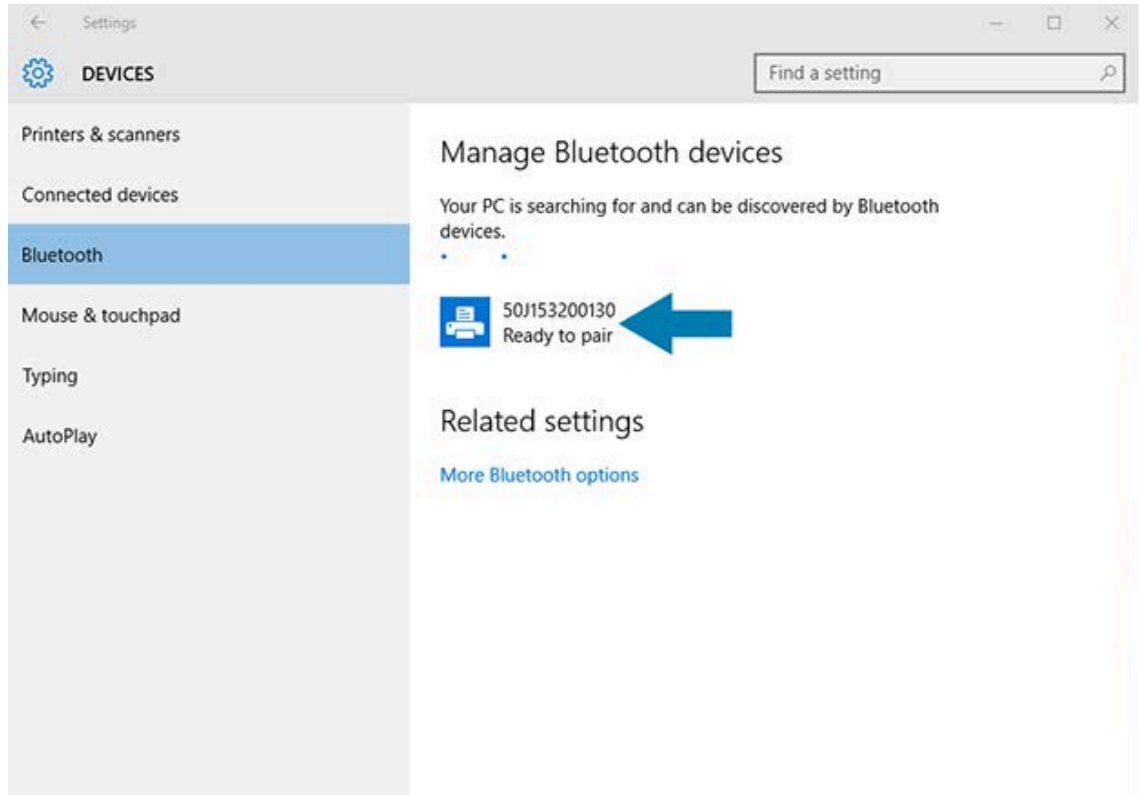 Settings
DEVICES
Find a setting
Printers & scanners
Connected devices
Bluetooth
Mouse & touchpad
Typing
AutoPlay
Manage Bluetooth devices
Your PC is searching for and can be discovered by Bluetooth
devices.
50J153200130
Ready to pair
Related settings
More Bluetooth options